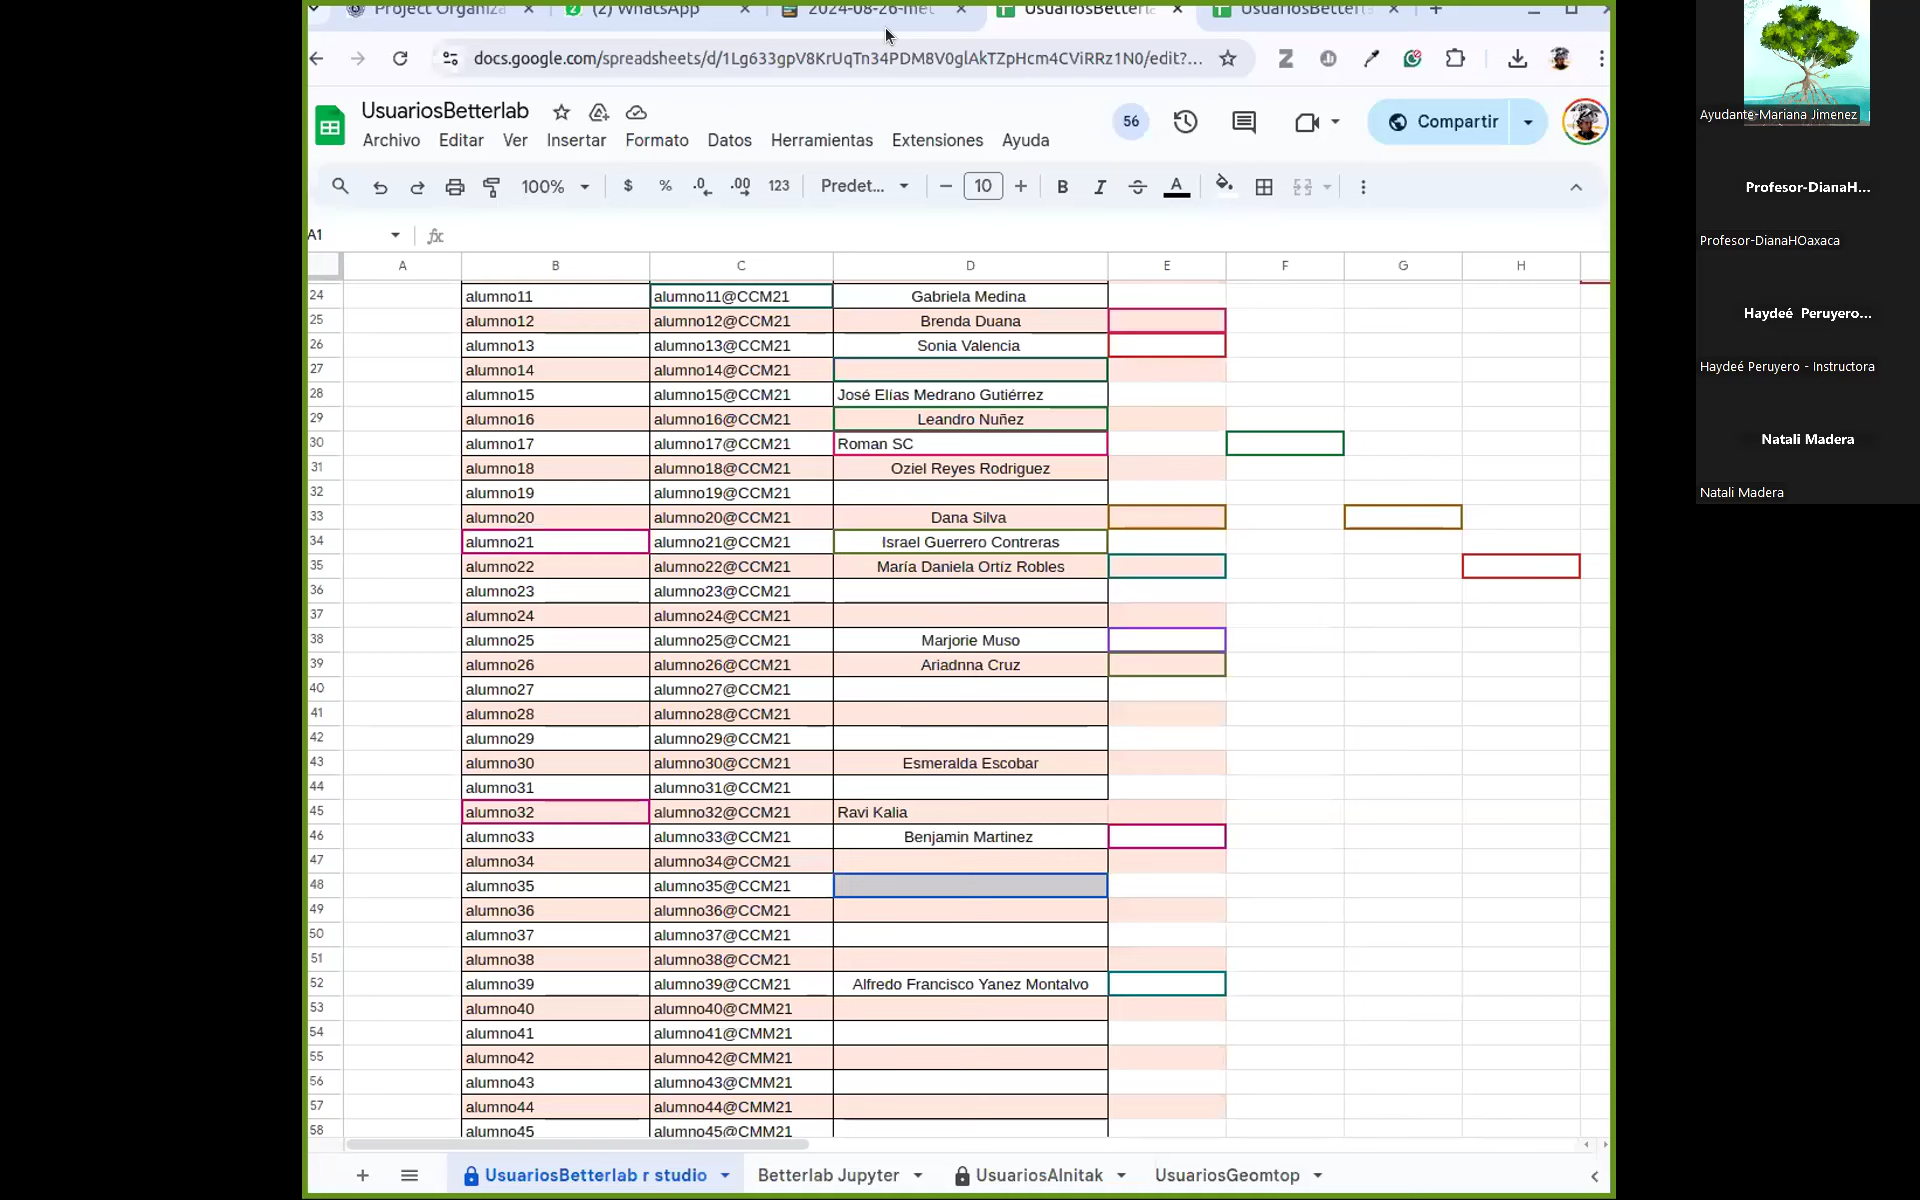 Project Organiza
(2) WhatsApp
2024-08-26-met
UsuariosBetterla
UsuariosBetterla
docs.google.com/spreadsheets/d/1Lg633gpV8KrUqTn34PDM8V0glAkTZpHcm4CViRRz1N0/edit?...
UsuariosBetterlab
56
Compartir
Archivo Editar Ver Insertar Formato Datos Herramientas Extensiones Ayuda
100% $ % .0 .00 123 Predet... 10 B I A
A1 fx
A B C D E F G H
24 alumno11 alumno11@CCM21 Gabriela Medina
25 alumno12 alumno12@CCM21 Brenda Duana
26 alumno13 alumno13@CCM21 Sonia Valencia
27 alumno14 alumno14@CCM21
28 alumno15 alumno15@CCM21 José Elías Medrano Gutiérrez
29 alumno16 alumno16@CCM21 Leandro Nuñez
30 alumno17 alumno17@CCM21 Roman SC
31 alumno18 alumno18@CCM21 Oziel Reyes Rodriguez
32 alumno19 alumno19@CCM21
33 alumno20 alumno20@CCM21 Dana Silva
34 alumno21 alumno21@CCM21 Israel Guerrero Contreras
35 alumno22 alumno22@CCM21 María Daniela Ortíz Robles
36 alumno23 alumno23@CCM21
37 alumno24 alumno24@CCM21
38 alumno25 alumno25@CCM21 Marjorie Muso
39 alumno26 alumno26@CCM21 Ariadnna Cruz
40 alumno27 alumno27@CCM21
41 alumno28 alumno28@CCM21
42 alumno29 alumno29@CCM21
43 alumno30 alumno30@CCM21 Esmeralda Escobar
44 alumno31 alumno31@CCM21
45 alumno32 alumno32@CCM21 Ravi Kalia
46 alumno33 alumno33@CCM21 Benjamin Martinez
47 alumno34 alumno34@CCM21
48 alumno35 alumno35@CCM21
49 alumno36 alumno36@CCM21
50 alumno37 alumno37@CCM21
51 alumno38 alumno38@CCM21
52 alumno39 alumno39@CCM21 Alfredo Francisco Yanez Montalvo
53 alumno40 alumno40@CMM21
54 alumno41 alumno41@CMM21
55 alumno42 alumno42@CMM21
56 alumno43 alumno43@CMM21
57 alumno44 alumno44@CMM21
58 alumno45 alumno45@CMM21
UsuariosBetterlab r studio Betterlab Jupyter UsuariosAlnitak UsuariosGeomtop
Ayudante-Mariana Jimenez
Profesor-DianaH...
Profesor-DianaHOaxaca
Haydeé Peruyero...
Haydeé Peruyero - Instructora
Natali Madera
Natali Madera